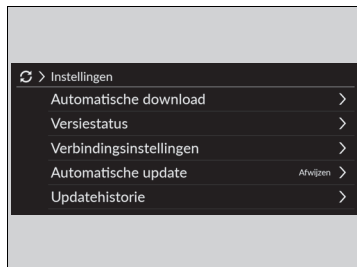 Instellingen
Automatische download
Versiestatus
Verbindingsinstellingen
Automatische update Afwijzen
Updatehistorie